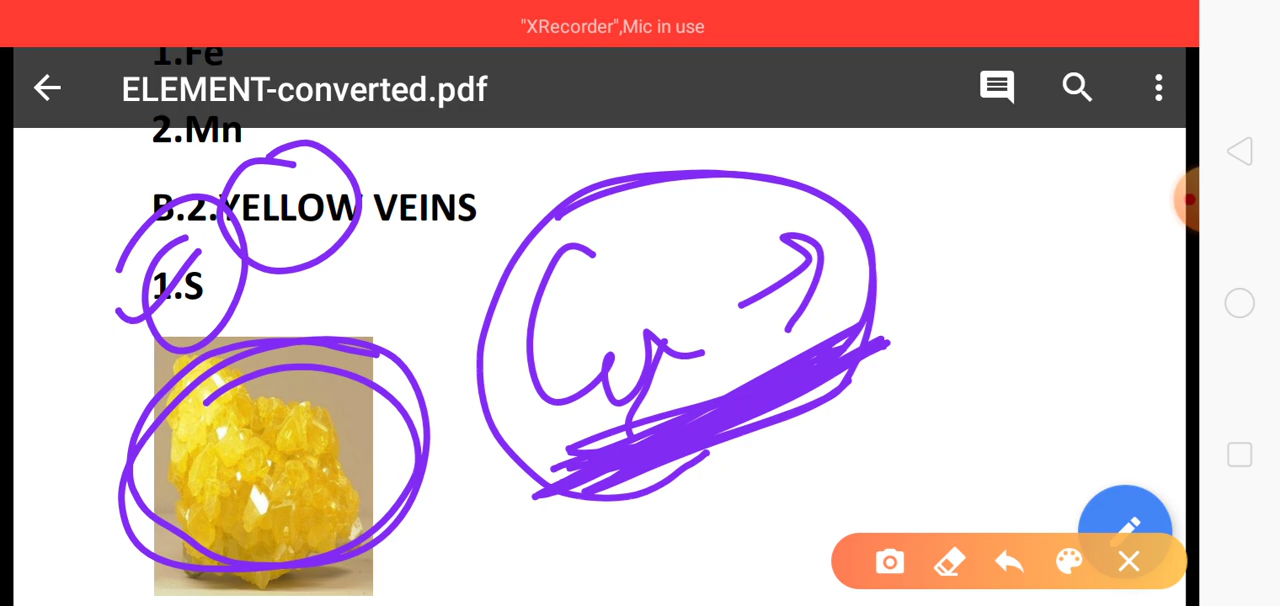 "XRecorder",Mic in use
1.Fe
ELEMENT-converted.pdf
2.Mn
B.2.YELLOW VEINS
1.S